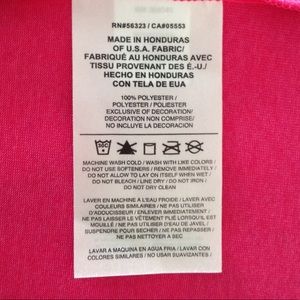 RN#56323 / CA#05553
MADE IN HONDURAS
OF U.S.A. FABRIC/
FABRIQUÉ AU HONDURAS AVEC
TISSU PROVENANT DES É.-U./
HECHO EN HONDURAS
CON TELA DE EUA
100% POLYESTER/
POLYESTER/POLIÉSTER
EXCLUSIVE OF DECORATION/
DECORATION NON COMPRISE/
NO INCLUYE LA DECORACION
MACHINE WASH COLD / WASH WITH LIKE COLORS /
DO NOT USE SOFTENERS / REMOVE IMMEDIATELY /
DO NOT ALLOW TO LAY ON ITSELF WHEN WET /
DO NOT BLEACH / LINE DRY / DO NOT IRON /
DO NOT DRY CLEAN
LAVER EN MACHINE A L'EAU FROIDE / LAVER AVEC
COULEURS SIMILAIRES / NE PAS UTILISER
D'ADOUCISSEUR / ENLEVER IMMÉDIATEMENT /
NE PAS LAISSER LE VÊTEMENT PLIÉ LORSQU'IL EST
MOUILLÉ / NE PAS UTILISER D'EAU DE JAVEL /
SUSPENDRE POUR SÉCHER / NE PAS REPASSER /
NE PAS NETTOYER À SEC
LAVAR A MAQUINA EN AGUA FRIA / LAVAR CON
COLORES SIMILARES / NO USAR SUAVIZANTES /